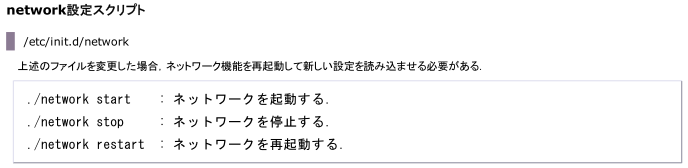 network設定スクリプト
/etc/init.d/network
上述のファイルを変更した場合，ネットワーク機能を再起動して新しい設定を読み込ませる必要がある．
./network start : ネットワークを起動する．
./network stop : ネットワークを停止する．
./network restart : ネットワークを再起動する．